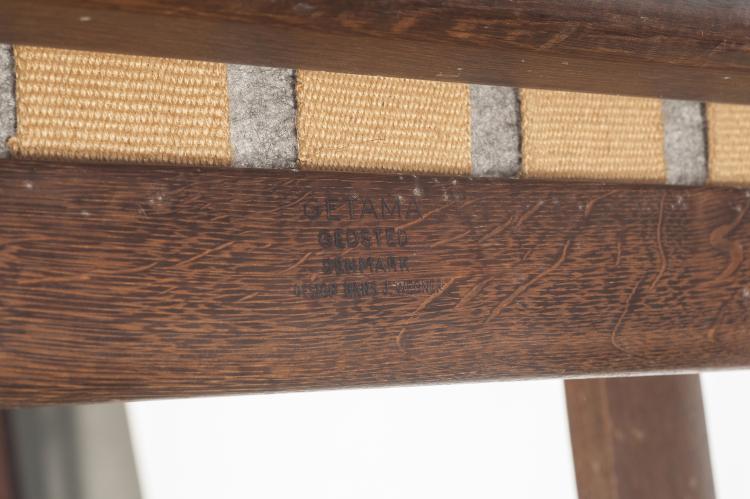 GETAMA
GEDSTED
DENMARK
DESIGN HANS J. WEGNER